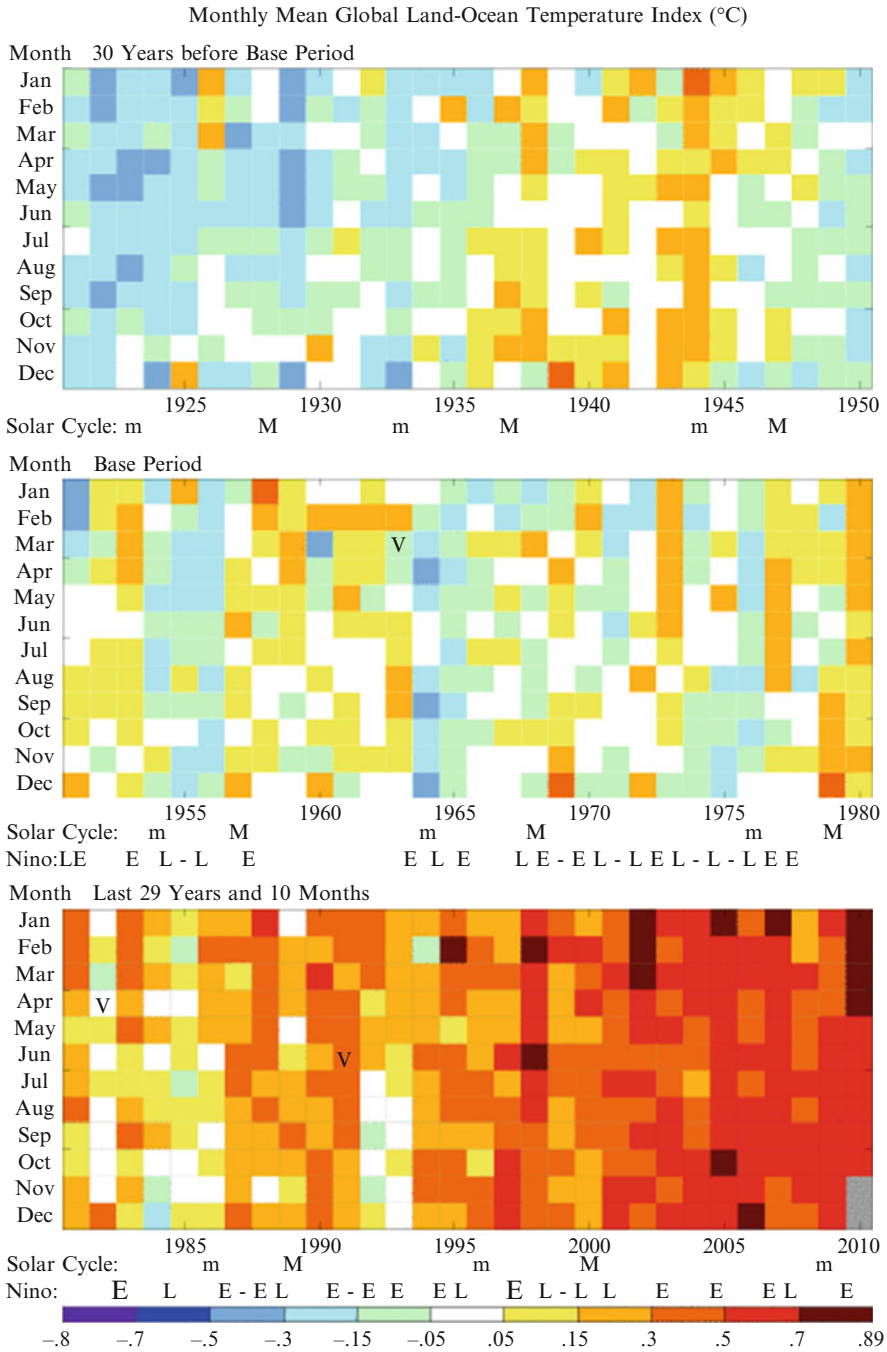 Monthly Mean Global Land-Ocean Temperature Index (°C)
Month 30 Years before Base Period
Jan
Feb
Mar
Apr
May
Jun
Jul
Aug
Sep
Oct
Nov
Dec
1925 1930 1935 1940 1945 1950
Solar Cycle: m M m M m M
Month Base Period
Jan
Feb
Mar V
Apr
May
Jun
Jul
Aug
Sep
Oct
Nov
Dec
1955 1960 1965 1970 1975 1980
Solar Cycle: m M m M m M
Nino: LE E L - L E E L E L E - E L - L E L - L - L E E
Month Last 29 Years and 10 Months
Jan
Feb
Mar
Apr V
May
Jun V
Jul
Aug
Sep
Oct
Nov
Dec
1985 1990 1995 2000 2005 2010
Solar Cycle: m M m M m
Nino: E L E - E L E - E E E L E L - L L E E E L E
–.8 –.7 –.5 –.3 –.15 –.05 .05 .15 .3 .5 .7 .89